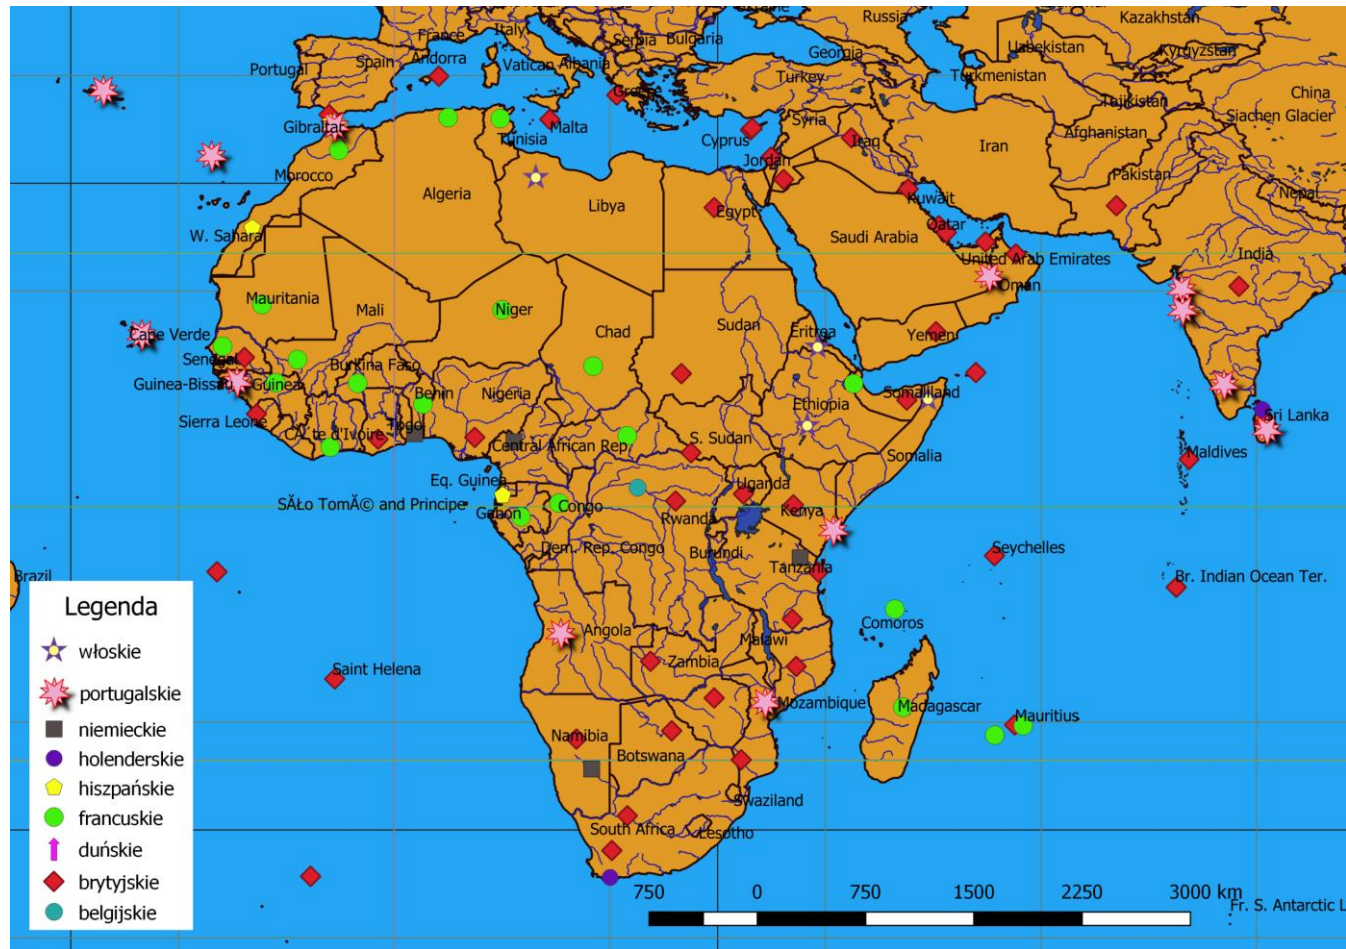 Ukraine
Russia
Kazakhstan
France
Italy
Serbia
Bulgaria
Georgia
Uzbekistan
Kyrgyzstan
Portugal
Spain
Andorra
Vatican
Albania
Turkey
Turkmenistan
Tajikistan
China
Siachen Glacier
Gibraltar
Tunisia
Malta
Cyprus
Syria
Jordan
Iraq
Iran
Afghanistan
Pakistan
Nepal
Morocco
Algeria
Libya
Egypt
Kuwait
Qatar
W. Sahara
Saudi Arabia
United Arab Emirates
India
Oman
Mauritania
Mali
Niger
Chad
Sudan
Eritrea
Yemen
Cape Verde
Senegal
Guinea-Bissau
Guinea
Burkina Faso
Benin
Nigeria
Ethiopia
Somaliland
Sri Lanka
Sierra Leone
CÃ´te d'Ivoire
Togo
Central African Rep.
S. Sudan
Somalia
Maldives
Eq. Guinea
SĂŁo TomĂ© and Principe
Gabon
Congo
Uganda
Rwanda
Kenya
Dem. Rep. Congo
Burundi
Seychelles
Brazil
Tanzania
Br. Indian Ocean Ter.
Comoros
Angola
Malawi
Saint Helena
Zambia
Mozambique
Madagascar
Mauritius
Namibia
Botswana
Swaziland
South Africa
Lesotho
Legenda
włoskie
portugalskie
niemieckie
holenderskie
hiszpańskie
francuskie
duńskie
brytyjskie
belgijskie
750 0 750 1500 2250 3000 km
Fr. S. Antarctic L